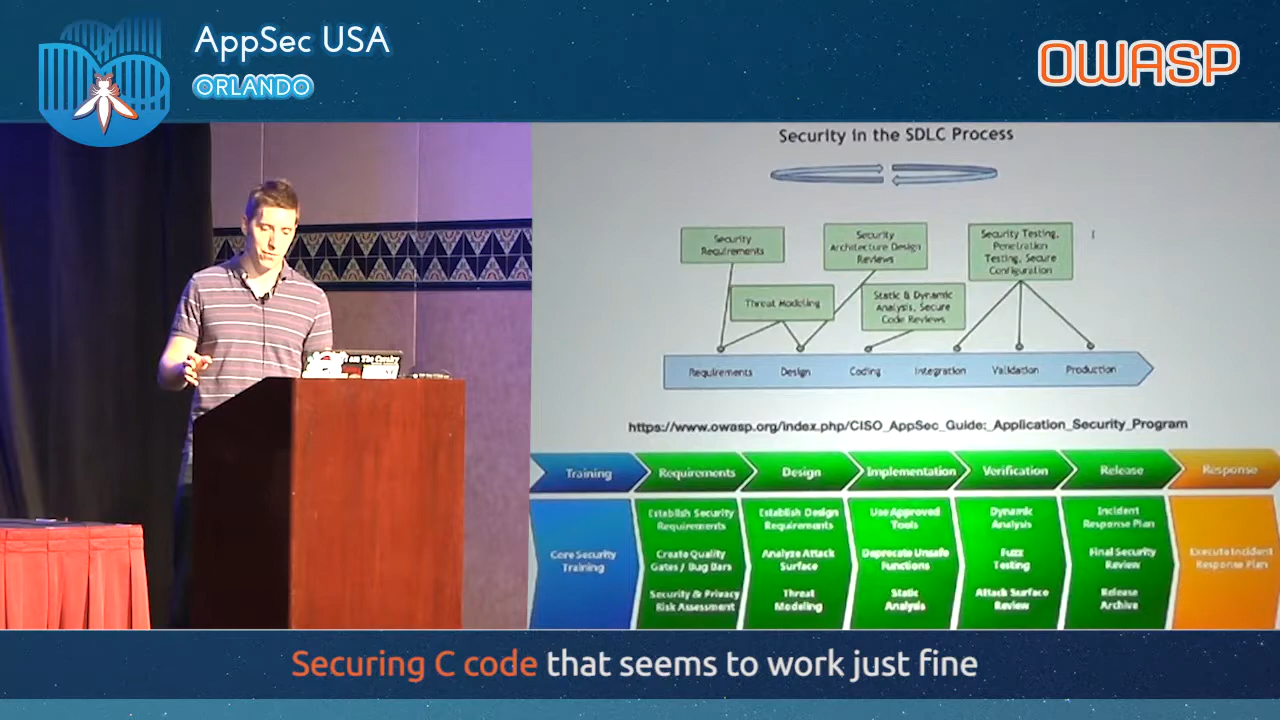 AppSec USA
ORLANDO
OWASP
Security in the SDLC Process
Security
Requirements
Security
Architecture Design
Reviews
Security Testing,
Penetration
Testing, Secure
Configuration
Threat Modeling
Static & Dynamic
Analysis, Secure
Code Reviews
Requirements
Design
Coding
Integration
Validation
Production
https://www.owasp.org/index.php/CISO_AppSec_Guide:_Application_Security_Program
Training
Requirements
Design
Implementation
Verification
Release
Response
Core Security
Training
Establish Security
Requirements
Create Quality
Gates / Bug Bars
Security & Privacy
Risk Assessment
Establish Design
Requirements
Analyze Attack
Surface
Threat
Modeling
Use Approved
Tools
Deprecate Unsafe
Functions
Static
Analysis
Dynamic
Analysis
Fuzz
Testing
Attack Surface
Review
Incident
Response Plan
Final Security
Review
Release
Archive
Execute Incident
Response Plan
am The Cavalry
Securing C code that seems to work just fine